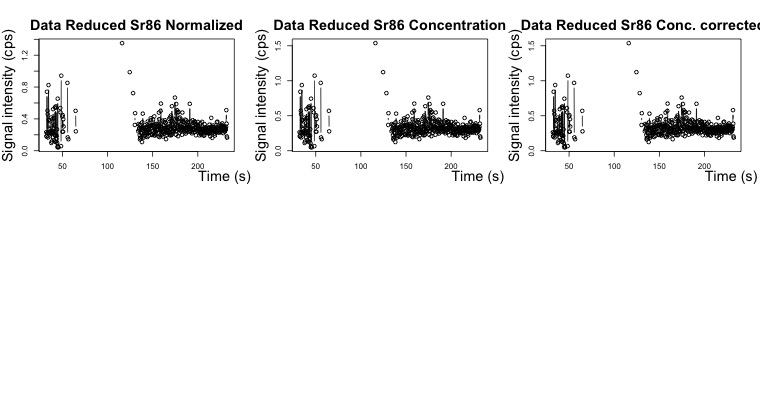 Data Reduced Sr86 Normalized
Signal intensity (cps)
0.0
0.4
0.8
1.2
50
100
150
200
Time (s)
Data Reduced Sr86 Concentration
Signal intensity (cps)
0.0
0.5
1.0
1.5
50
100
150
200
Time (s)
Data Reduced Sr86 Conc. corrected
Signal intensity (cps)
0.0
0.5
1.0
1.5
50
100
150
200
Time (s)